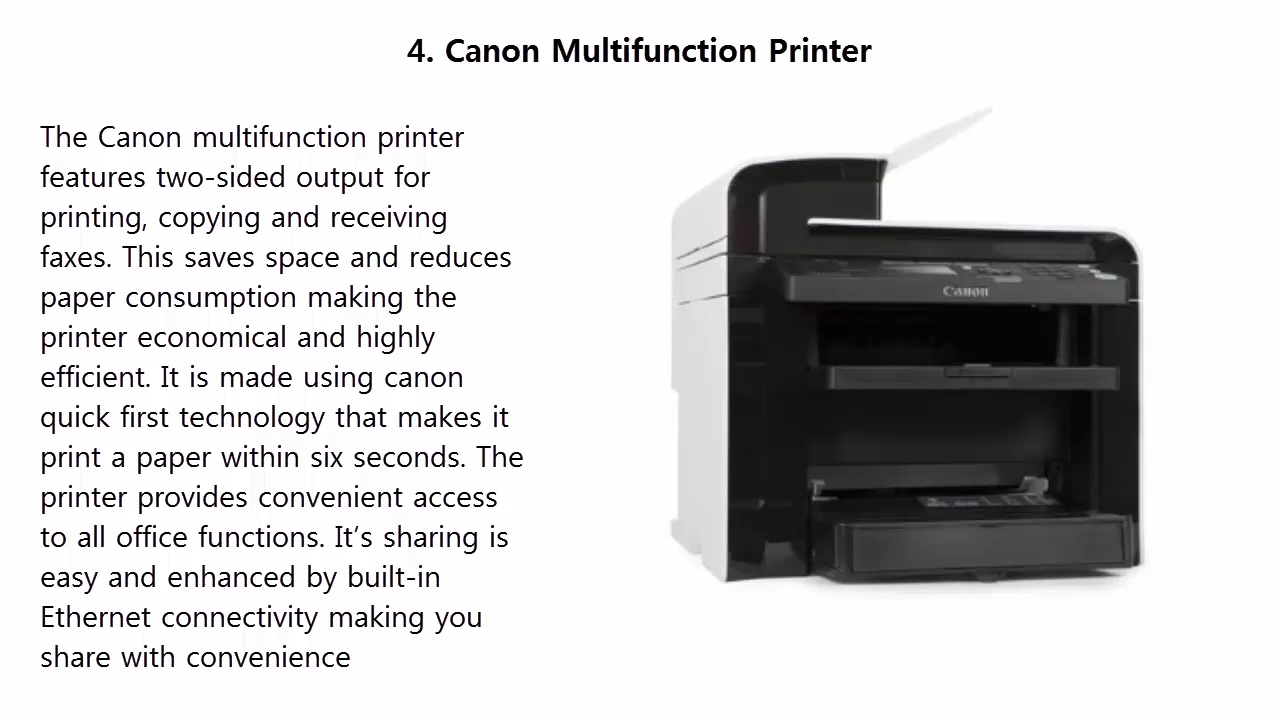 4. Canon Multifunction Printer
The Canon multifunction printer
features two-sided output for
printing, copying and receiving
faxes. This saves space and reduces
paper consumption making the
printer economical and highly
efficient. It is made using canon
quick first technology that makes it
print a paper within six seconds. The
printer provides convenient access
to all office functions. It’s sharing is
easy and enhanced by built-in
Ethernet connectivity making you
share with convenience
Canon